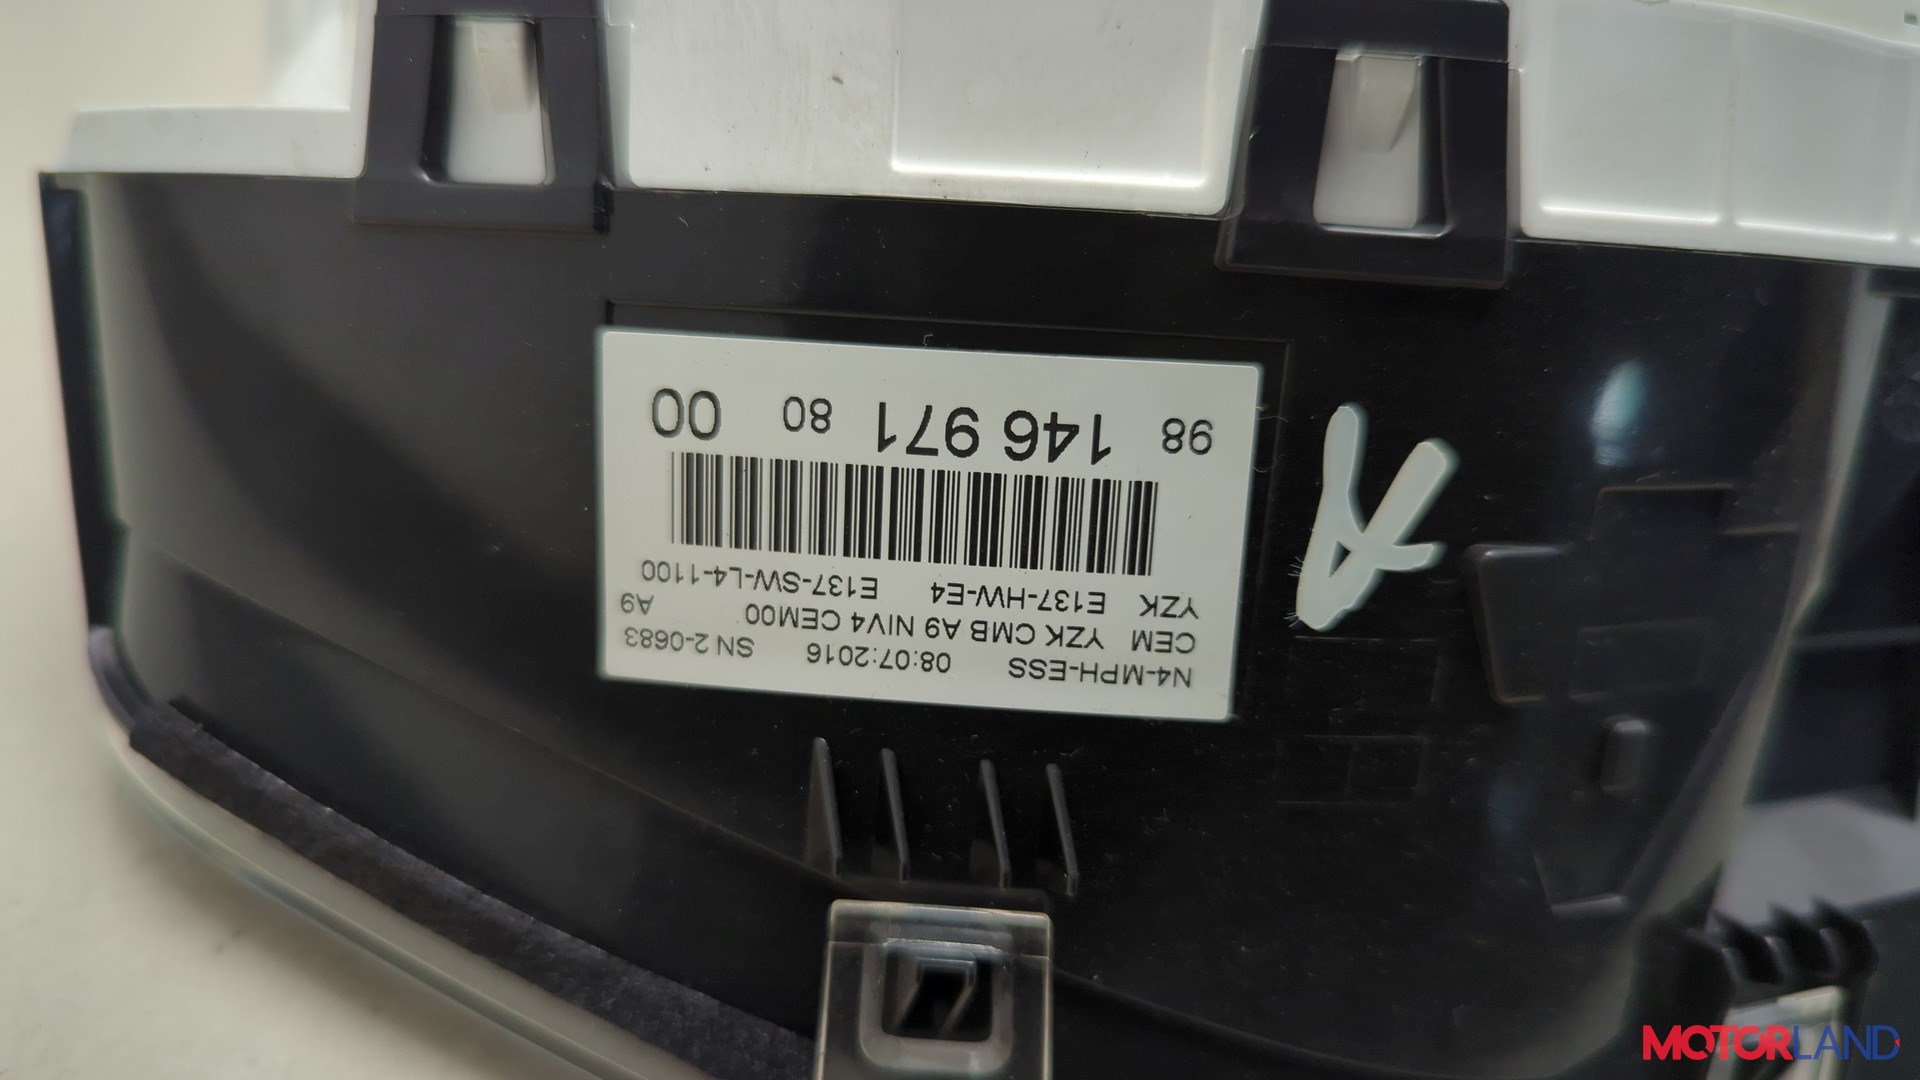 98 146 971 80 00
YZK E137-HW-E4 E137-SW-L4-1100
CEM YZK CMB A9 NIV4 CEM00 A9
N4-MPH-ESS 08:07:2016 SN 2-0683
A
MOTORLAND